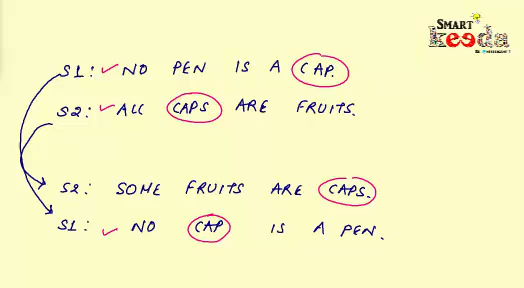 SMART
keeda
S1: ✓ NO PEN IS A CAP.
S2: ✓ ALL CAPS ARE FRUITS.
S2: SOME FRUITS ARE CAPS.
S1: ✓ NO CAP IS A PEN.